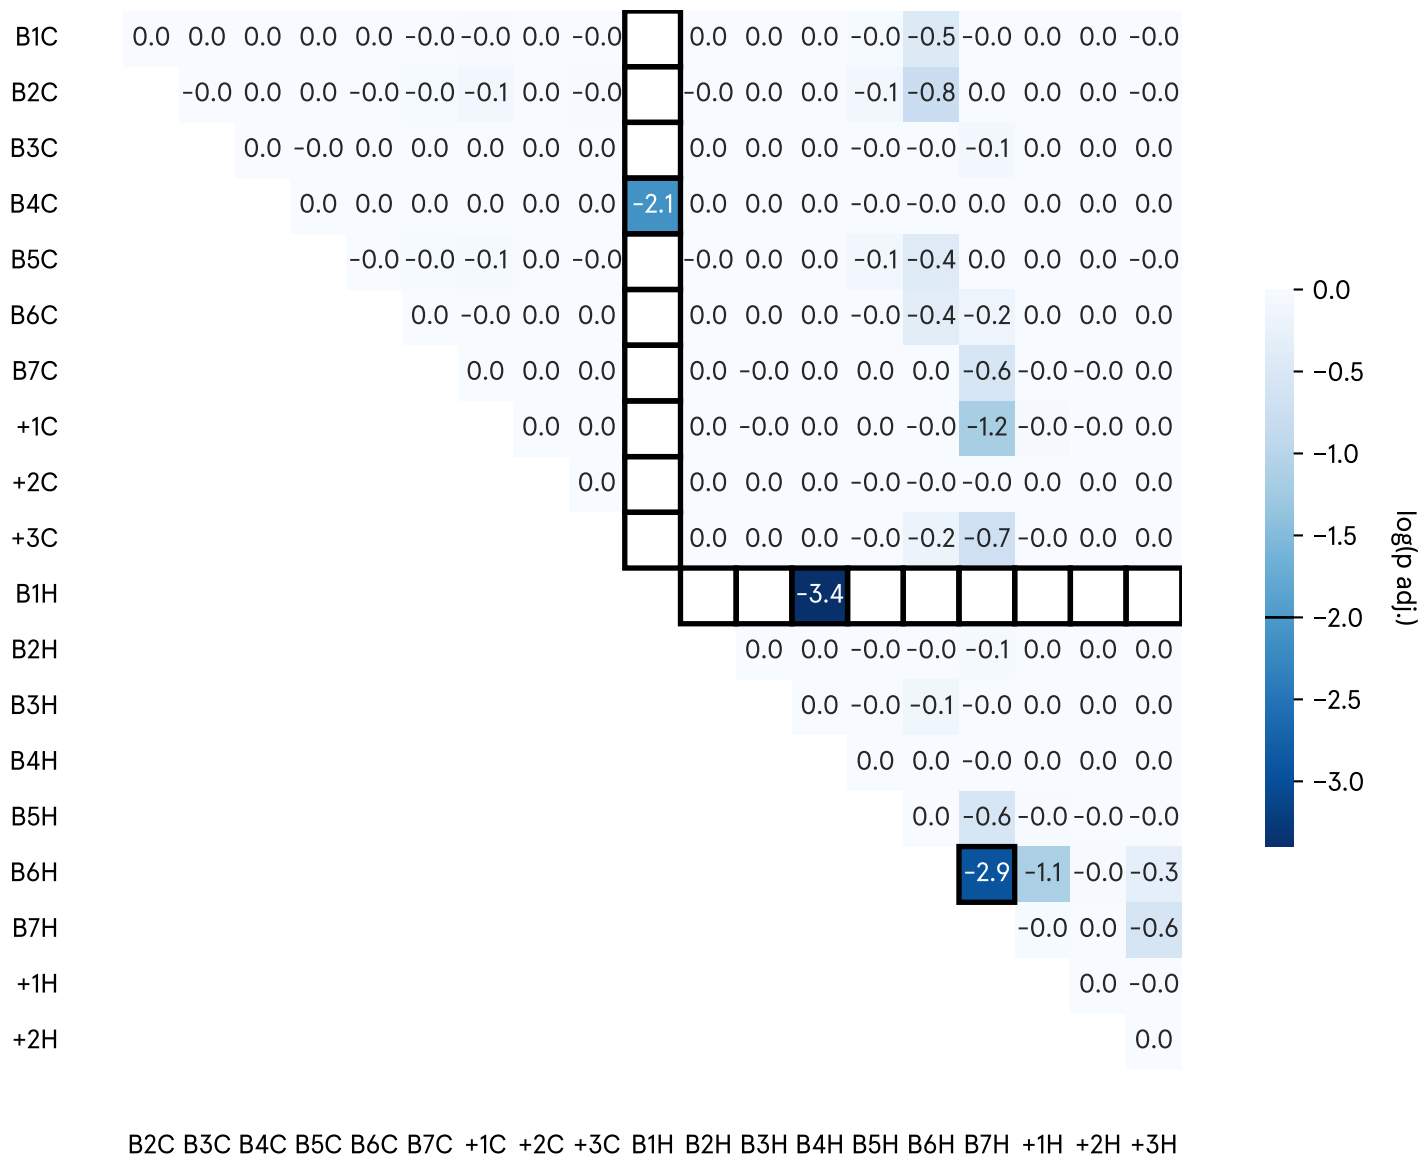 B1C 0.0 0.0 0.0 0.0 0.0 -0.0 -0.0 0.0 -0.0 0.0 0.0 0.0 -0.0 -0.5 -0.0 0.0 0.0 -0.0
B2C -0.0 0.0 0.0 -0.0 -0.0 -0.1 0.0 -0.0 -0.0 0.0 0.0 -0.1 -0.8 0.0 0.0 0.0 -0.0
B3C 0.0 -0.0 0.0 0.0 0.0 0.0 0.0 0.0 0.0 0.0 -0.0 -0.0 -0.1 0.0 0.0 0.0
B4C 0.0 0.0 0.0 0.0 0.0 0.0 -2.1 0.0 0.0 0.0 -0.0 -0.0 0.0 0.0 0.0 0.0
B5C -0.0 -0.0 -0.1 0.0 -0.0 -0.0 0.0 0.0 -0.1 -0.4 0.0 0.0 0.0 -0.0
B6C 0.0 -0.0 0.0 0.0 0.0 0.0 0.0 -0.0 -0.4 -0.2 0.0 0.0 0.0
B7C 0.0 0.0 0.0 0.0 -0.0 0.0 0.0 0.0 -0.6 -0.0 -0.0 0.0
+1C 0.0 0.0 0.0 -0.0 0.0 0.0 -0.0 -1.2 -0.0 -0.0 0.0
+2C 0.0 0.0 0.0 0.0 -0.0 -0.0 -0.0 0.0 0.0 0.0
+3C 0.0 0.0 0.0 -0.0 -0.2 -0.7 -0.0 0.0 0.0
B1H -3.4
B2H 0.0 0.0 -0.0 -0.0 -0.1 0.0 0.0 0.0
B3H 0.0 -0.0 -0.1 -0.0 0.0 0.0 0.0
B4H 0.0 0.0 -0.0 0.0 0.0 0.0
B5H 0.0 -0.6 -0.0 -0.0 -0.0
B6H -2.9 -1.1 -0.0 -0.3
B7H -0.0 0.0 -0.6
+1H 0.0 -0.0
+2H 0.0
B2C B3C B4C B5C B6C B7C +1C +2C +3C B1H B2H B3H B4H B5H B6H B7H +1H +2H +3H
0.0
-0.5
-1.0
-1.5
-2.0
-2.5
-3.0
log(p adj.)